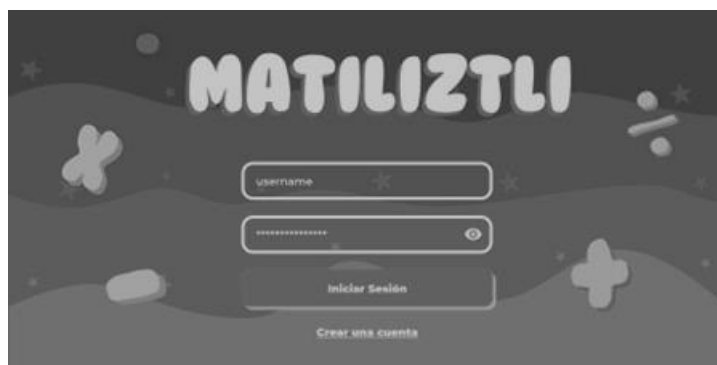 MATILIZTLI
username
***************
Iniciar Sesión
Crear una cuenta